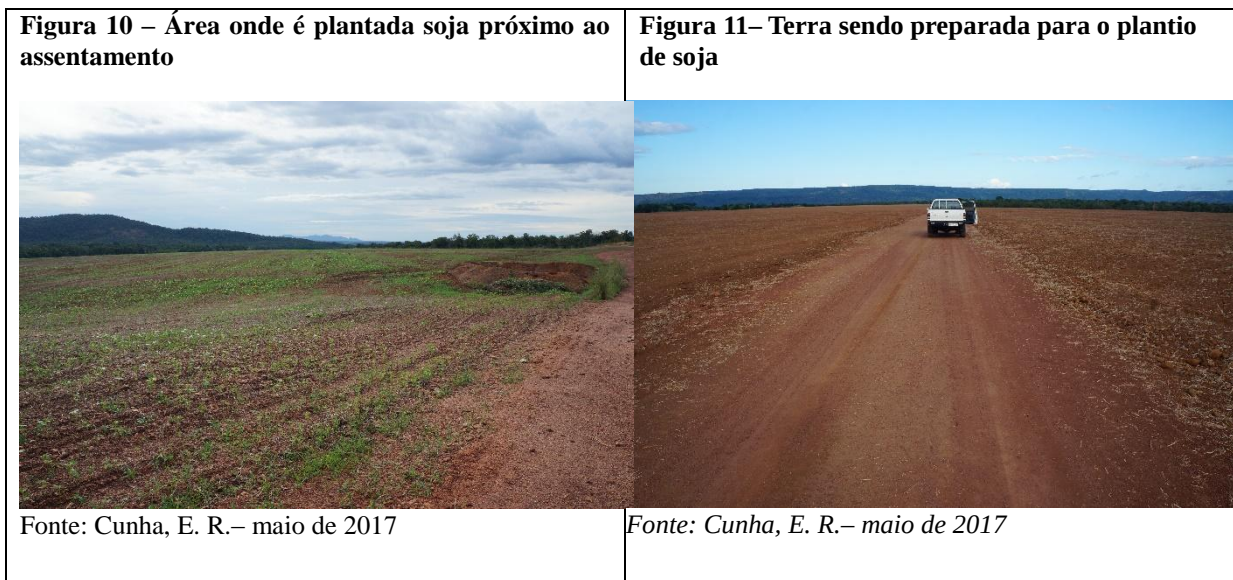 Figura 10 – Área onde é plantada soja próximo ao
assentamento
Figura 11– Terra sendo preparada para o plantio
de soja
Fonte: Cunha, E. R.– maio de 2017
Fonte: Cunha, E. R.– maio de 2017